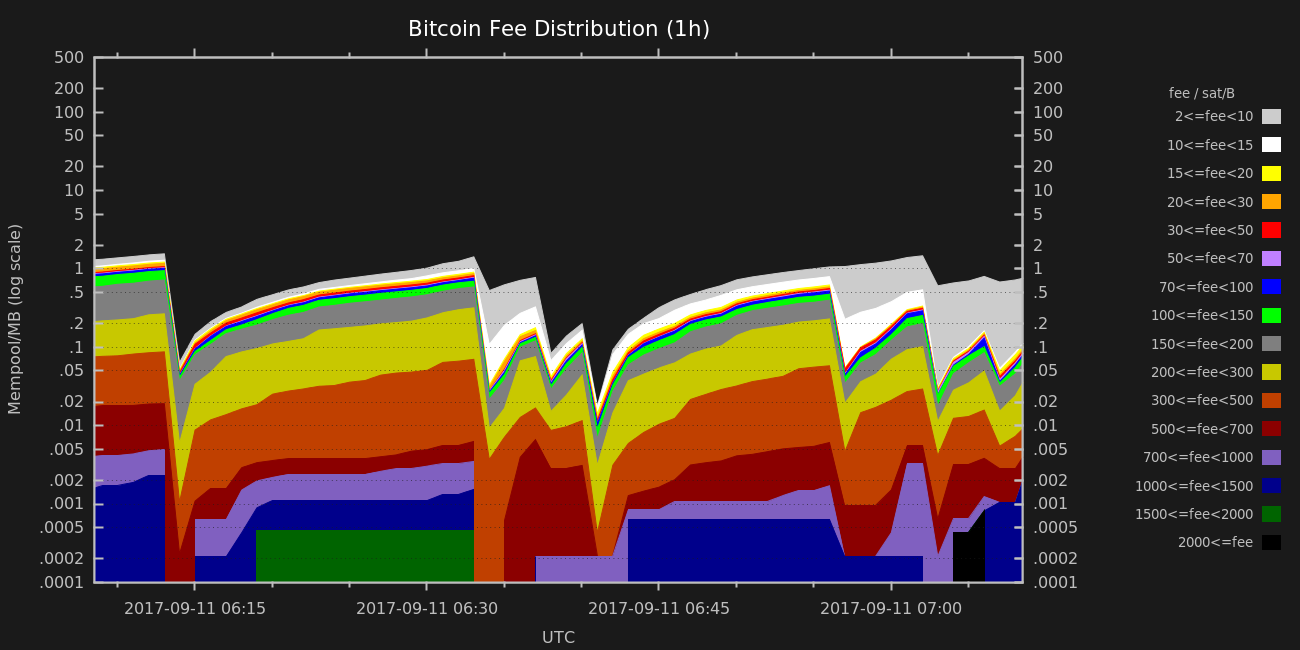 Bitcoin Fee Distribution (1h)
500 500
200 200
100 100
50 50
20 20
10 10
5 5
2 2
1 1
.5 .5
.2 .2
.1 .1
.05 .05
.02 .02
.01 .01
.005 .005
.002 .002
.001 .001
.0005 .0005
.0002 .0002
.0001 .0001
Mempool/MB (log scale)
2017-09-11 06:15 2017-09-11 06:30 2017-09-11 06:45 2017-09-11 07:00
UTC
fee / sat/B
2<=fee<10
10<=fee<15
15<=fee<20
20<=fee<30
30<=fee<50
50<=fee<70
70<=fee<100
100<=fee<150
150<=fee<200
200<=fee<300
300<=fee<500
500<=fee<700
700<=fee<1000
1000<=fee<1500
1500<=fee<2000
2000<=fee